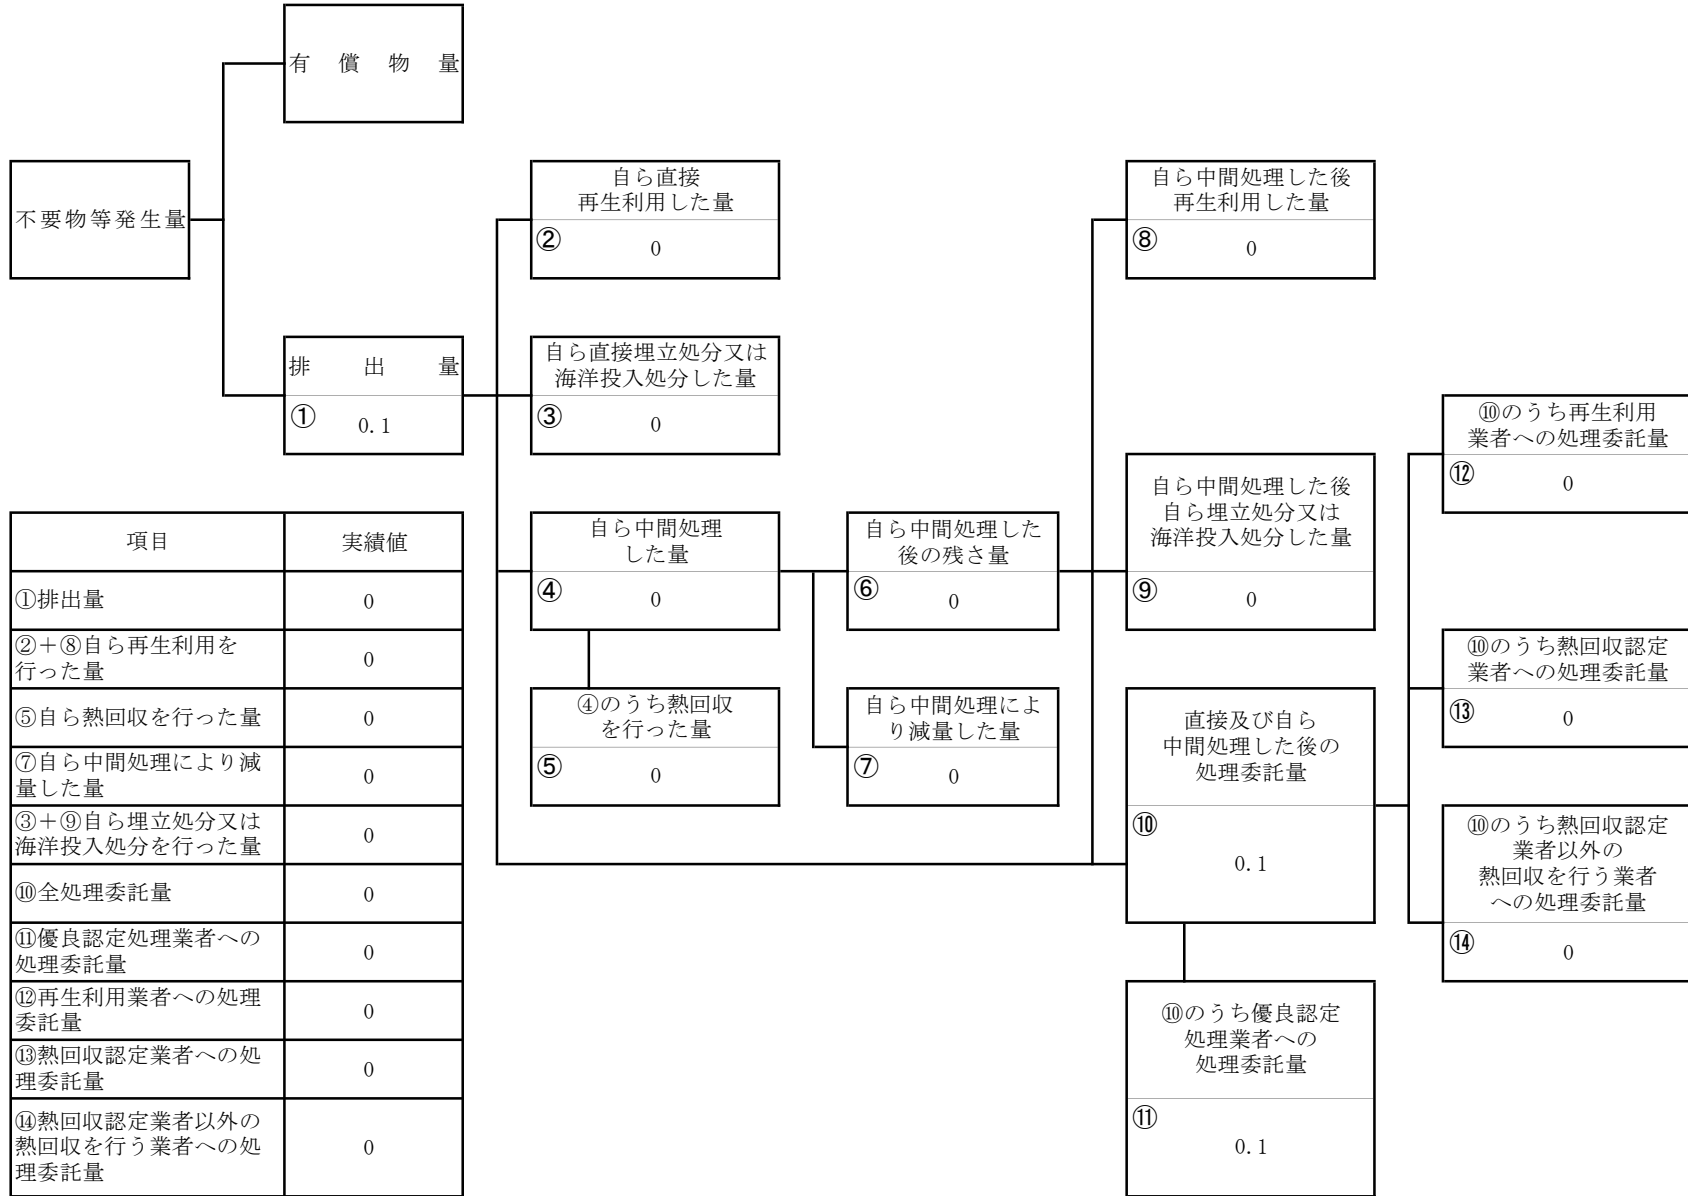 有償物量
不要物等発生量
排出量
① 0.1
自ら直接
再生利用した量
② 0
自ら直接埋立処分又は
海洋投入処分した量
③ 0
自ら中間処理
した量
④ 0
④のうち熱回収
を行った量
⑤ 0
自ら中間処理した
後の残さ量
⑥ 0
自ら中間処理によ
り減量した量
⑦ 0
自ら中間処理した後
再生利用した量
⑧ 0
自ら中間処理した後
自ら埋立処分又は
海洋投入処分した量
⑨ 0
直接及び自ら
中間処理した後の
処理委託量
⑩
0.1
⑩のうち優良認定
処理業者への
処理委託量
⑪
0.1
⑩のうち再生利用
業者への処理委託量
⑫ 0
⑩のうち熱回収認定
業者への処理委託量
⑬ 0
⑩のうち熱回収認定
業者以外の
熱回収を行う業者
への処理委託量
⑭ 0
項目 実績値
①排出量 0
②+⑧自ら再生利用を
行った量 0
⑤自ら熱回収を行った量 0
⑦自ら中間処理により減
量した量 0
③+⑨自ら埋立処分又は
海洋投入処分を行った量 0
⑩全処理委託量 0
⑪優良認定処理業者への
処理委託量 0
⑫再生利用業者への処理
委託量 0
⑬熱回収認定業者への処
理委託量 0
⑭熱回収認定業者以外の
熱回収を行う業者への処
理委託量 0